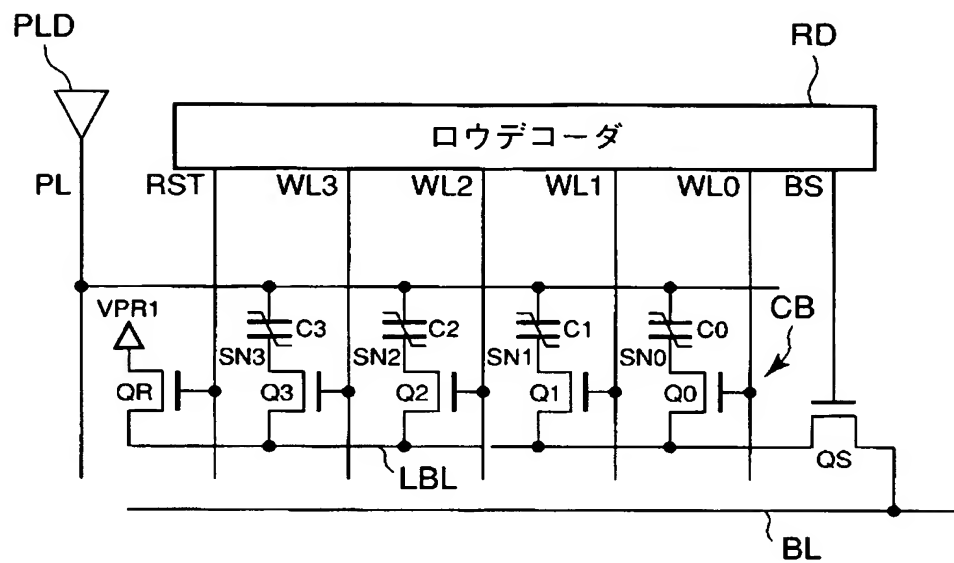 PLD
RD
ロウデコーダ
PL RST WL3 WL2 WL1 WL0 BS
VPR1 C3 C2 C1 C0 CB
SN3 SN2 SN1 SN0
QR Q3 Q2 Q1 Q0
QS
LBL
BL